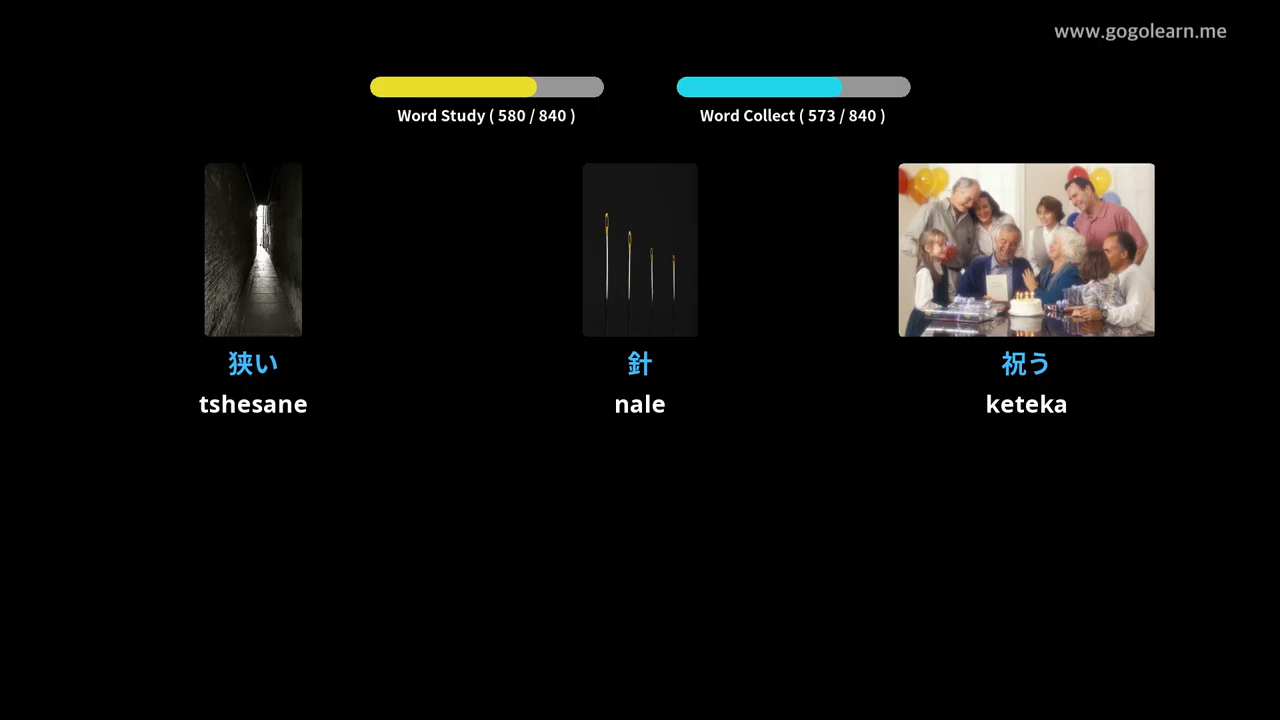 www.gogolearn.me
Word Study ( 580 / 840 )
Word Collect ( 573 / 840 )
狭い
tshesane
針
nale
祝う
keteka